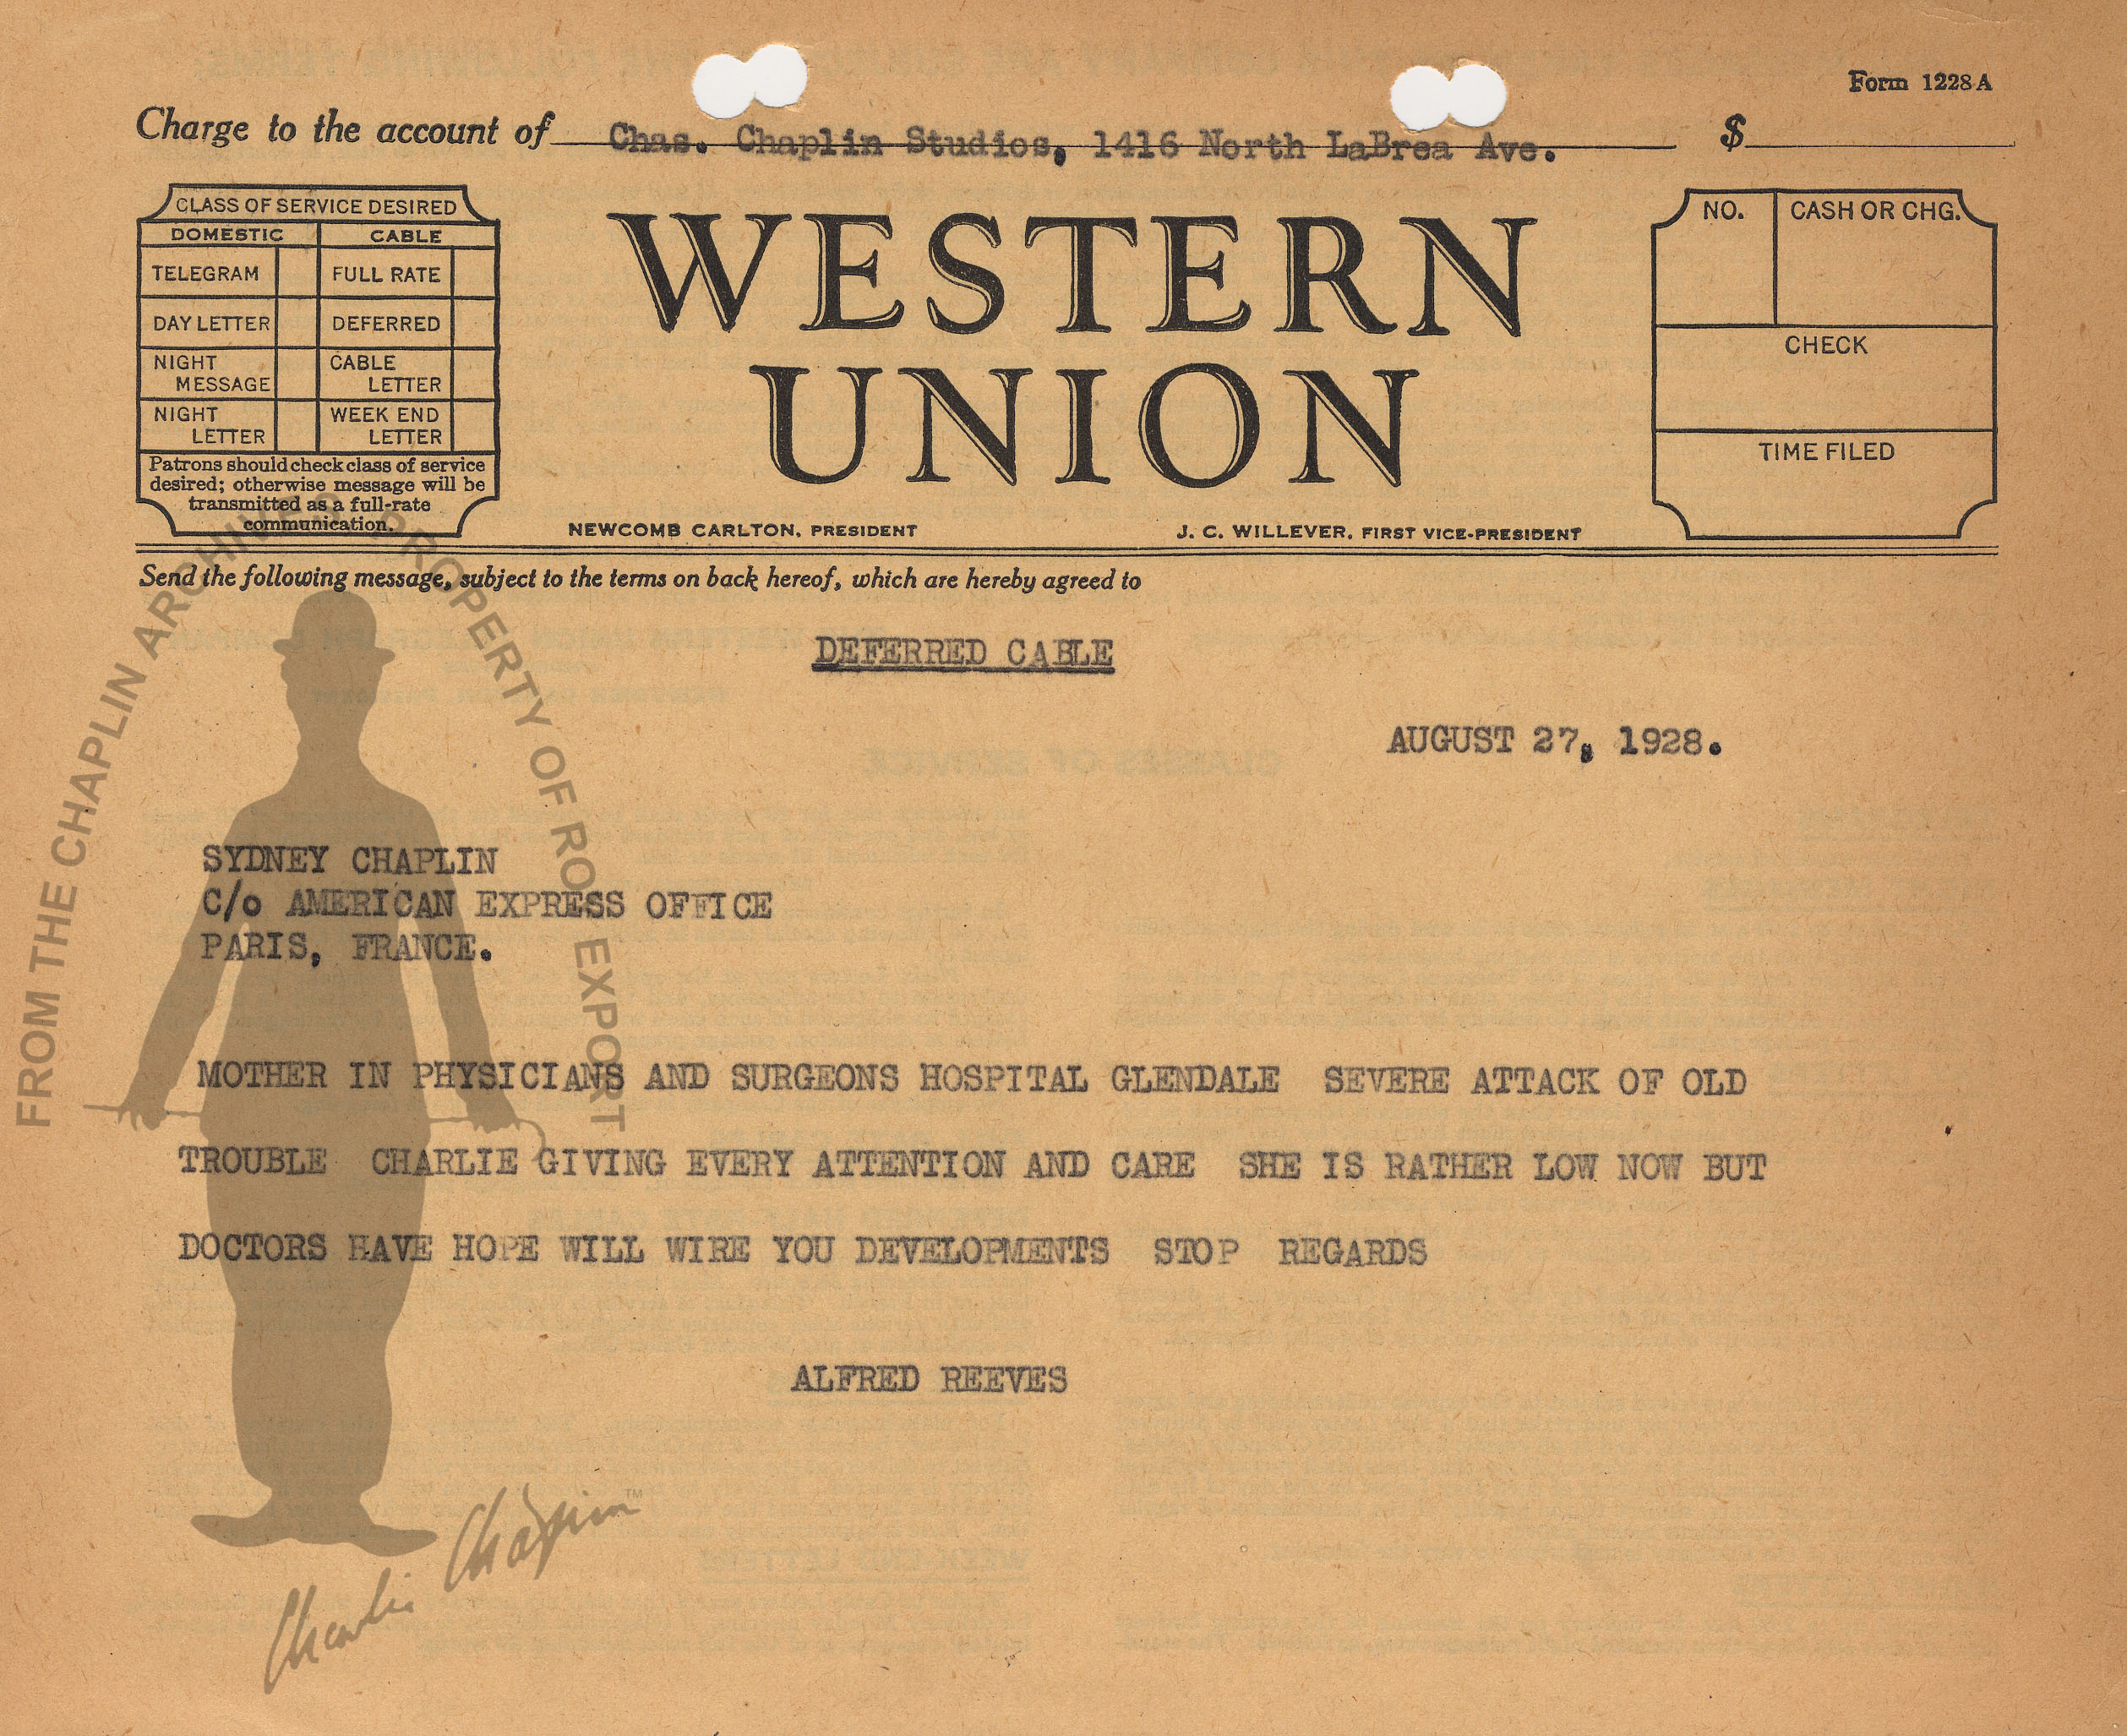 Form 1228 A
Charge to the account of Chas. Chaplin Studios, 1416 North LaBrea Ave. $
CLASS OF SERVICE DESIRED
DOMESTIC CABLE
TELEGRAM FULL RATE
DAY LETTER DEFERRED
NIGHT MESSAGE CABLE LETTER
NIGHT LETTER WEEK END LETTER
Patrons should check class of service
desired; otherwise message will be
transmitted as a full-rate
communication.
WESTERN
UNION
NEWCOMB CARLTON, PRESIDENT J. C. WILLEVER, FIRST VICE-PRESIDENT
NO. CASH OR CHG.
CHECK
TIME FILED
Send the following message, subject to the terms on back hereof, which are hereby agreed to
DEFERRED CABLE
AUGUST 27, 1928.
SYDNEY CHAPLIN
C/o AMERICAN EXPRESS OFFICE
PARIS, FRANCE.
MOTHER IN PHYSICIANS AND SURGEONS HOSPITAL GLENDALE SEVERE ATTACK OF OLD
TROUBLE CHARLIE GIVING EVERY ATTENTION AND CARE SHE IS RATHER LOW NOW BUT
DOCTORS HAVE HOPE WILL WIRE YOU DEVELOPMENTS STOP REGARDS
ALFRED REEVES
FROM THE CHAPLIN ARCHIVES PROPERTY OF ROY EXPORT
Charlie Chaplin ™